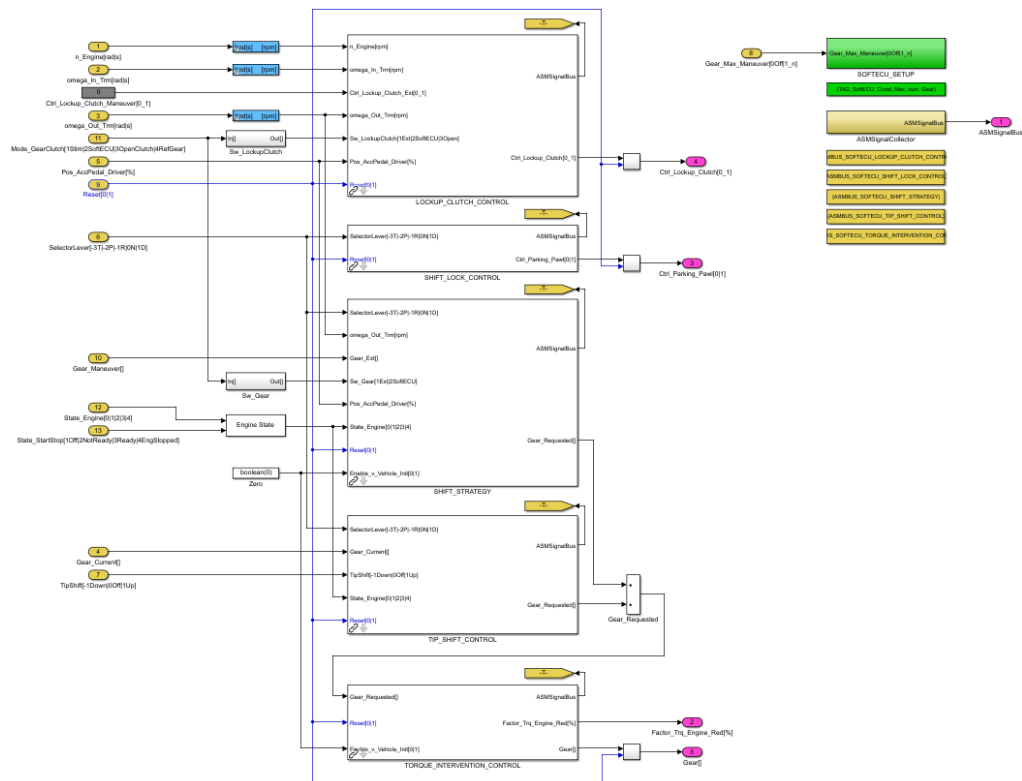 -T-
1
n_Engine[rad|s]
?rad|s] [rpm]
n_Engine[rpm]
2
omega_In_Trm[rad|s]
?rad|s] [rpm]
omega_In_Trm[rpm]
ASMSignalBus
0
Ctrl_Lockup_Clutch_Maneuver[0_1]
Ctrl_Lockup_Clutch_Ext[0_1]
3
omega_Out_Trm[rad|s]
?rad|s] [rpm]
omega_Out_Trm[rpm]
11
Mode_GearClutch[1Stim|2SoftECU|3OpenClutch|4RefGear]
In[] Out[]
Sw_LockupClutch
Sw_LockupClutch[1Ext|2SoftECU|3Open]
5
Pos_AccPedal_Driver[%]
Pos_AccPedal_Driver[%]
Ctrl_Lockup_Clutch[0_1]
4
Ctrl_Lockup_Clutch[0_1]
9
Reset[0|1]
Reset[0|1]
LOCKUP_CLUTCH_CONTROL
8
Gear_Max_Maneuver[0Off|1_n]
Gear_Max_Maneuver[0Off|1_n]
SOFTECU_SETUP
ASMSignalBus
ASMSignalCollector
1
ASMSignalBus
(ASMBUS_SOFTECU_SHIFT_STRATEGY)
(ASMBUS_SOFTECU_TIP_SHIFT_CONTROL)
-T-
6
SelectorLever[-3T|-2P|-1R|0N|1D]
SelectorLever[-3T|-2P|-1R|0N|1D]
ASMSignalBus
Reset[0|1]
Ctrl_Parking_Pawl[0|1]
3
Ctrl_Parking_Pawl[0|1]
SHIFT_LOCK_CONTROL
-T-
SelectorLever[-3T|-2P|-1R|0N|1D]
omega_Out_Trm[rpm]
ASMSignalBus
10
Gear_Maneuver[]
Gear_Ext[]
In[] Out[]
Sw_Gear
Sw_Gear[1Ext|2SoftECU]
Pos_AccPedal_Driver[%]
12
State_Engine[0|1|2|3|4]
Engine State
State_Engine[0|1|2|3|4]
13
State_StartStop[1Off|2NotReady|3Ready|4EngStopped]
Gear_Requested[]
Reset[0|1]
boolean(0)
Zero
Enable_v_Vehicle_Init[0|1]
SHIFT_STRATEGY
-T-
SelectorLever[-3T|-2P|-1R|0N|1D]
ASMSignalBus
4
Gear_Current[]
Gear_Current[]
7
TipShift[-1Down|0Off|1Up]
TipShift[-1Down|0Off|1Up]
State_Engine[0|1|2|3|4]
Gear_Requested[]
Gear_Requested
Reset[0|1]
TIP_SHIFT_CONTROL
-T-
Gear_Requested[]
ASMSignalBus
Reset[0|1]
Factor_Trq_Engine_Red[%]
2
Factor_Trq_Engine_Red[%]
Enable_v_Vehicle_Init[0|1]
Gear[]
5
Gear[]
TORQUE_INTERVENTION_CONTROL